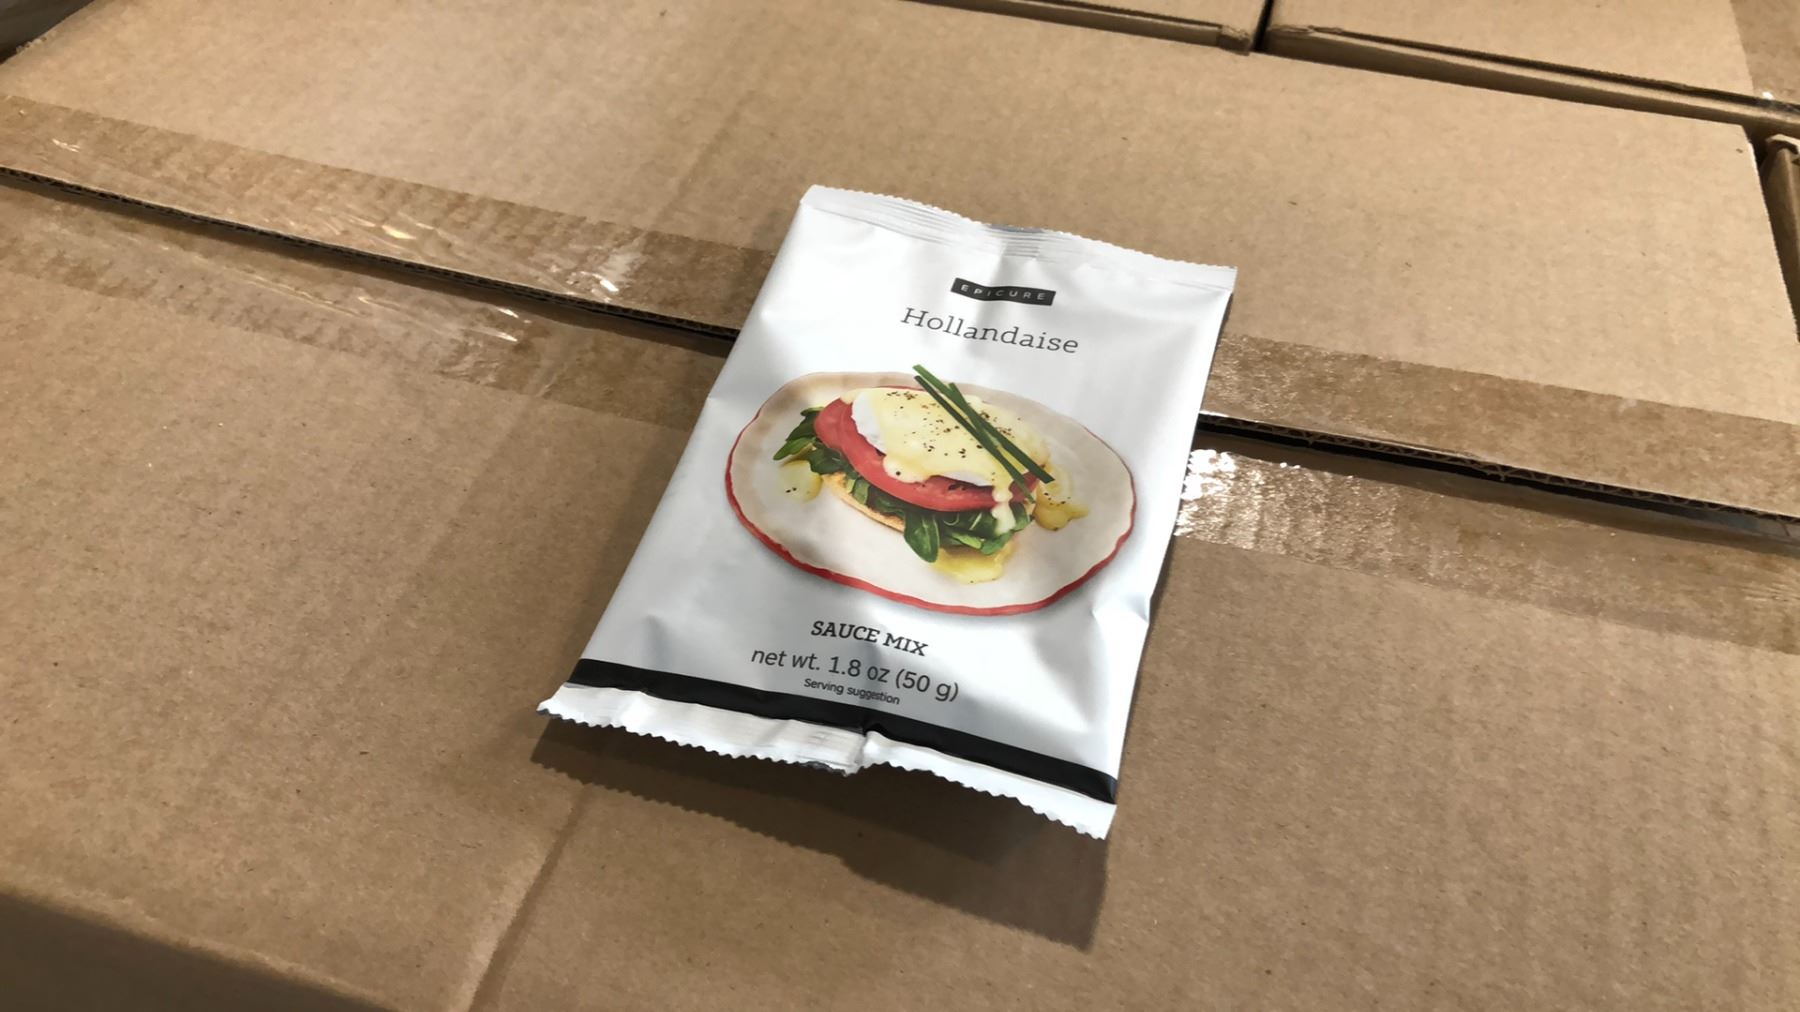 EPICURE
Hollandaise
SAUCE MIX
net wt. 1.8 oz (50 g)
Serving suggestion